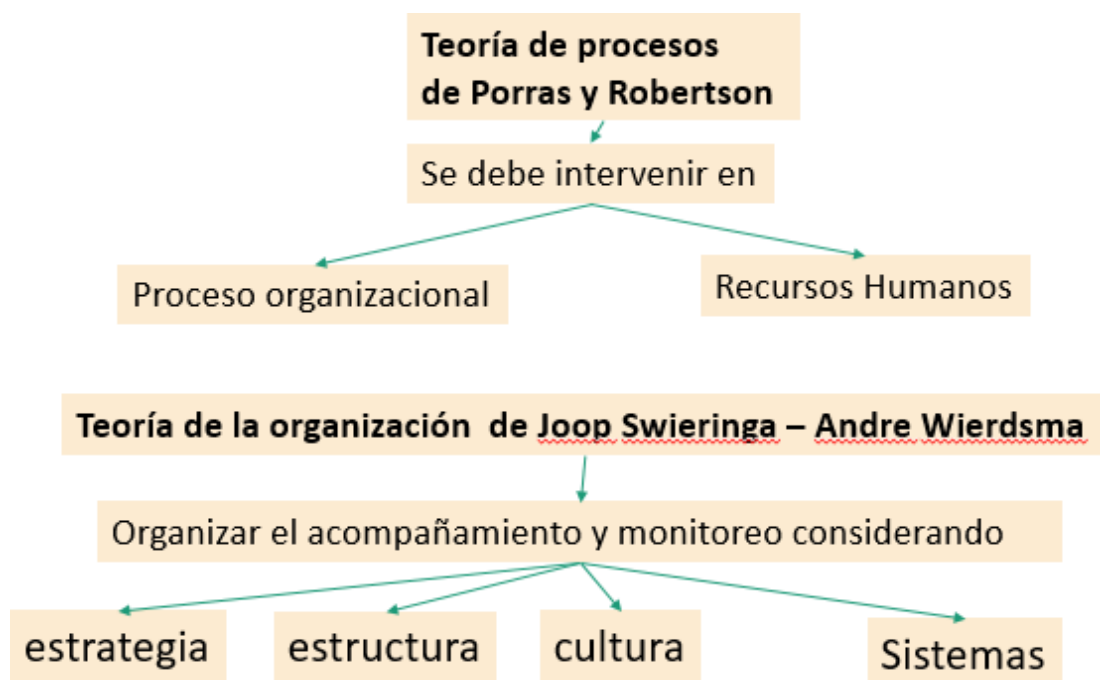 Teoría de procesos
de Porras y Robertson
Se debe intervenir en
Proceso organizacional
Recursos Humanos
Teoría de la organización de Joop Swieringa – Andre Wierdsma
Organizar el acompañamiento y monitoreo considerando
estrategia
estructura
cultura
Sistemas